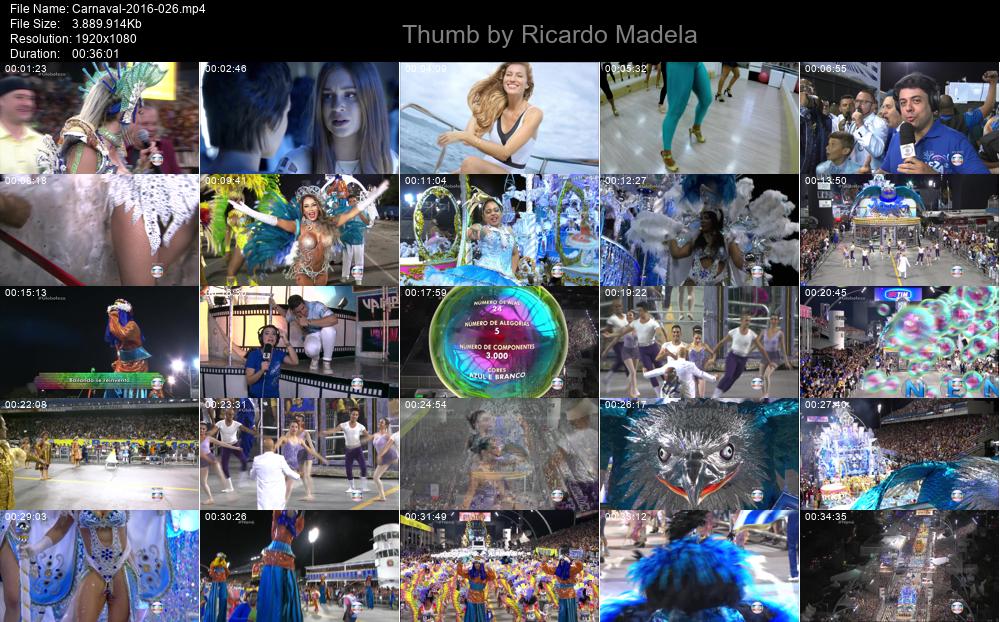 File Name: Carnaval-2016-026.mp4
File Size: 3.889.914Kb
Resolution: 1920x1080
Duration: 00:36:01
Thumb by Ricardo Madela
00:01:23
00:02:46
00:04:09
00:05:32
00:06:55
00:08:18
00:09:41
00:11:04
00:12:27
00:13:50
00:15:13
Bailando se reinventa
VAMP
00:17:59
NÚMERO DE ALAS
24
NÚMERO DE ALEGORIAS
5
NÚMERO DE COMPONENTES
3.000
CORES
AZUL E BRANCO
00:19:22
00:20:45
TIM
N E N
00:22:08
00:23:31
00:24:54
00:26:17
00:27:40
00:29:03
00:30:26
00:31:49
00:33:12
00:34:35